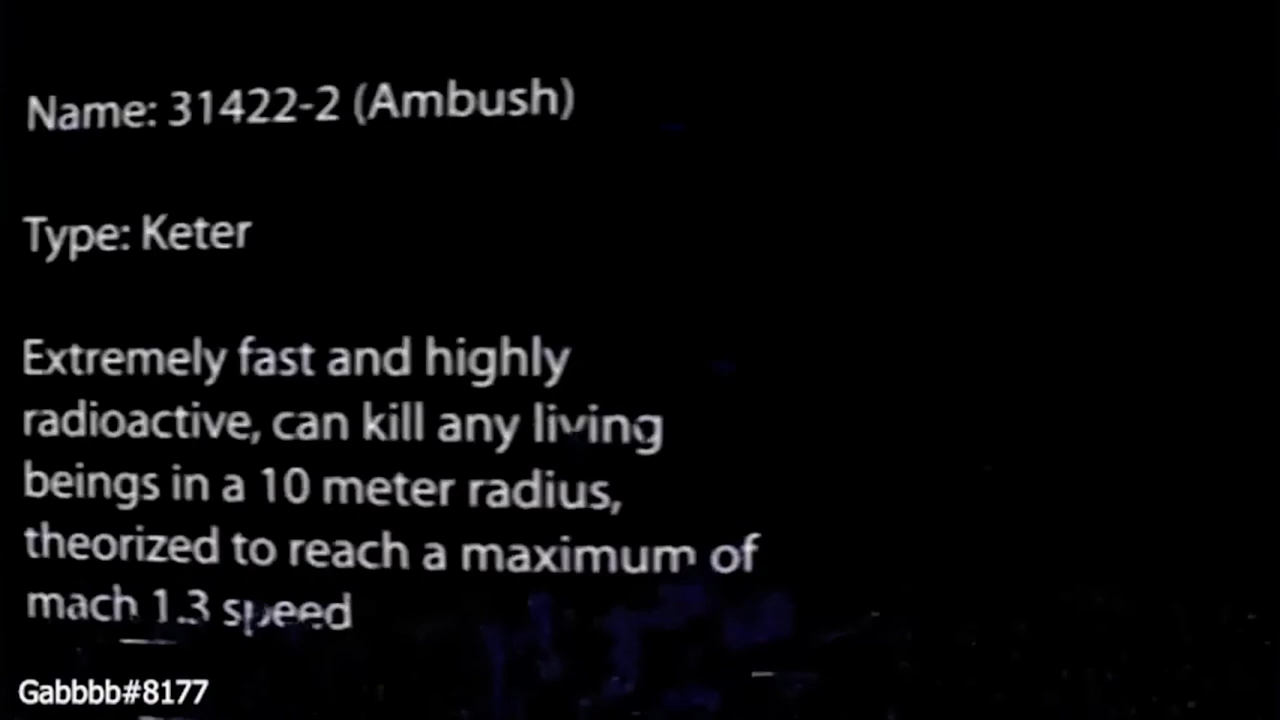 Name: 31422-2 (Ambush)
Type: Keter
Extremely fast and highly
radioactive, can kill any living
beings in a 10 meter radius,
theorized to reach a maximum of
mach 1.3 speed
Gabbbb#8177